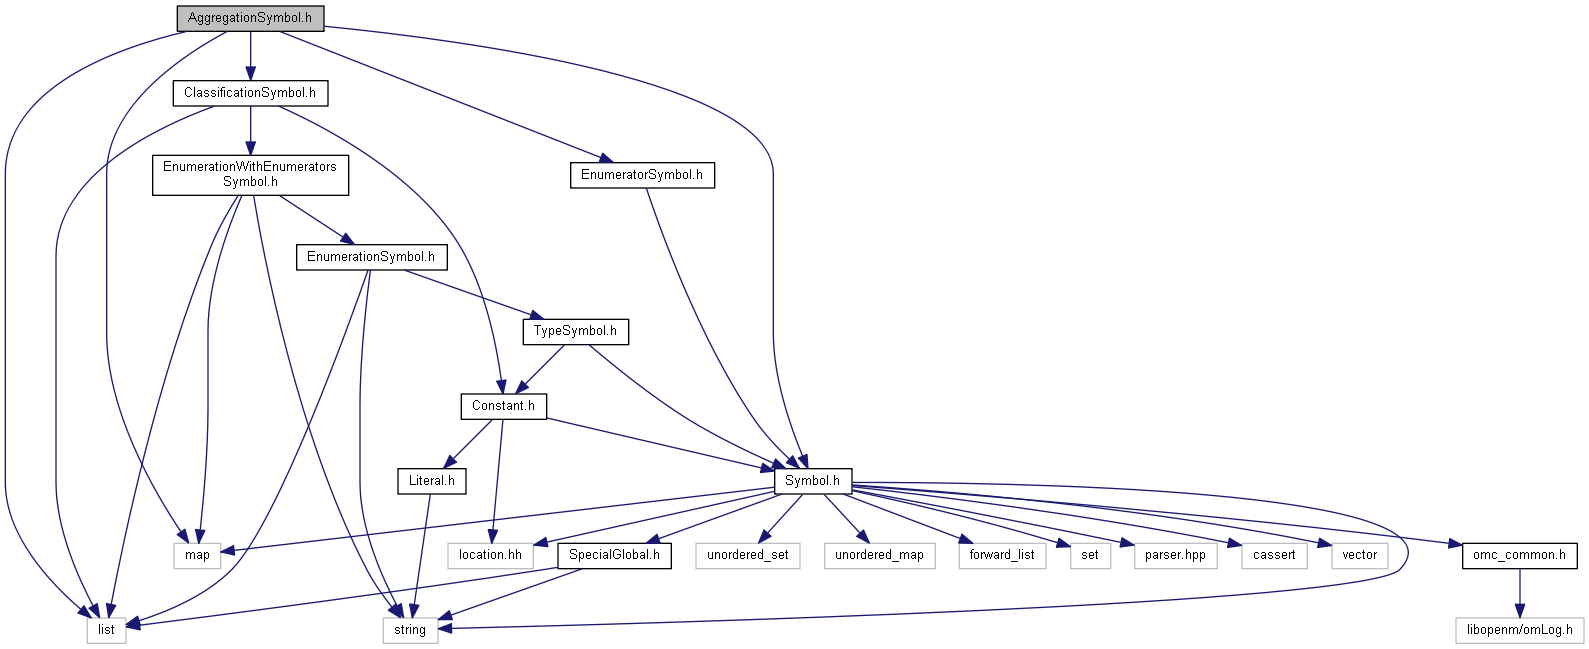 AggregationSymbol.h
ClassificationSymbol.h
EnumerationWithEnumerators
Symbol.h
EnumeratorSymbol.h
EnumerationSymbol.h
TypeSymbol.h
Constant.h
Literal.h
Symbol.h
map
location.hh
SpecialGlobal.h
unordered_set
unordered_map
forward_list
set
parser.hpp
cassert
vector
omc_common.h
list
string
libopenm/omLog.h